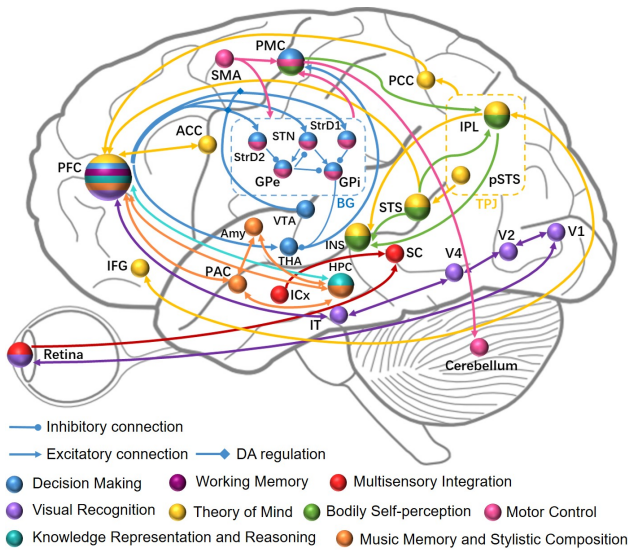 PMC
SMA
PCC
STN
StrD1
IPL
ACC
StrD2
PFC
GPe
GPi
pSTS
BG
STS
TPJ
VTA
Amy
INS
V2
V1
THA
SC
V4
IFG
PAC
HPC
ICx
IT
Retina
Cerebellum
Inhibitory connection
Excitatory connection
DA regulation
Decision Making
Working Memory
Multisensory Integration
Visual Recognition
Theory of Mind
Bodily Self-perception
Motor Control
Knowledge Representation and Reasoning
Music Memory and Stylistic Composition